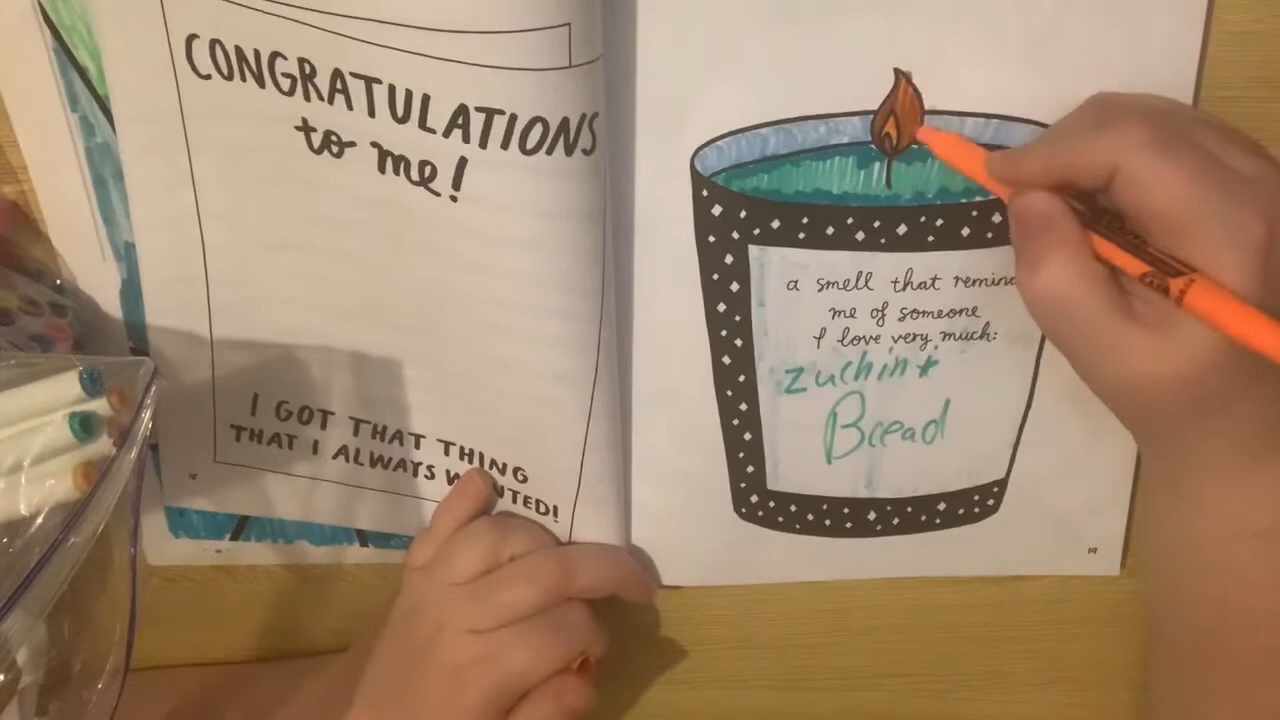 CONGRATULATIONS
to me!
I GOT THAT THING
THAT I ALWAYS WANTED!
a smell that remind
me of someone
I love very much:
zuchini
Bread
19